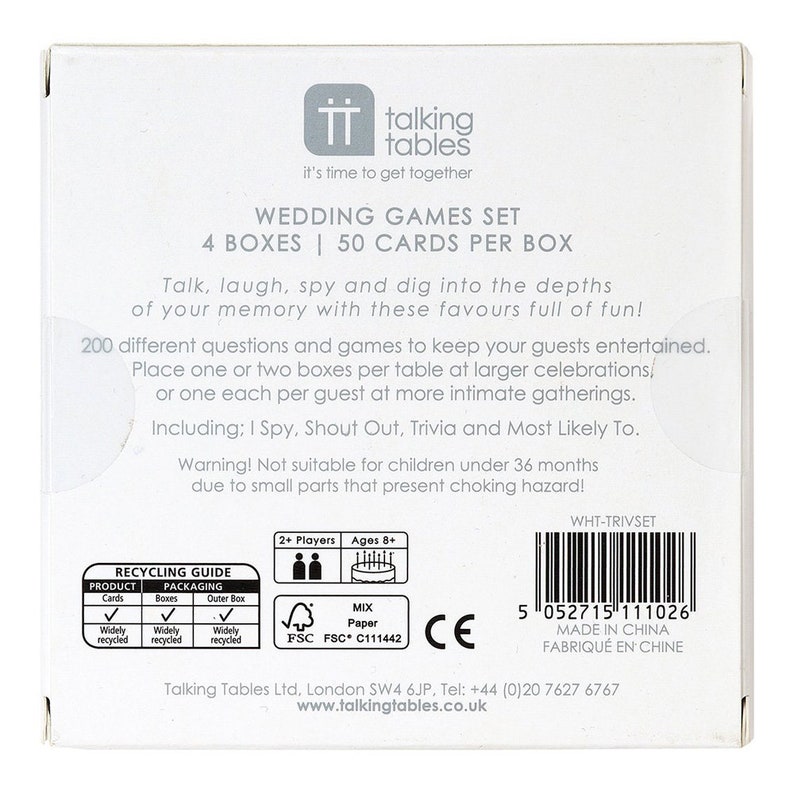 talking
tables
it's time to get together
WEDDING GAMES SET
4 BOXES | 50 CARDS PER BOX
Talk, laugh, spy and dig into the depths
of your memory with these favours full of fun!
200 different questions and games to keep your guests entertained.
Place one or two boxes per table at larger celebrations,
or one each per guest at more intimate gatherings.
Including; I Spy, Shout Out, Trivia and Most Likely To.
Warning! Not suitable for children under 36 months
due to small parts that present choking hazard!
RECYCLING GUIDE
PRODUCT PACKAGING
Cards Boxes Outer Box
Widely recycled Widely recycled Widely recycled
2+ Players Ages 8+
FSC
MIX
Paper
FSC® C111442
CE
WHT-TRIVSET
5 052715 111026
MADE IN CHINA
FABRIQUÉ EN CHINE
Talking Tables Ltd, London SW4 6JP, Tel: +44 (0)20 7627 6767
www.talkingtables.co.uk